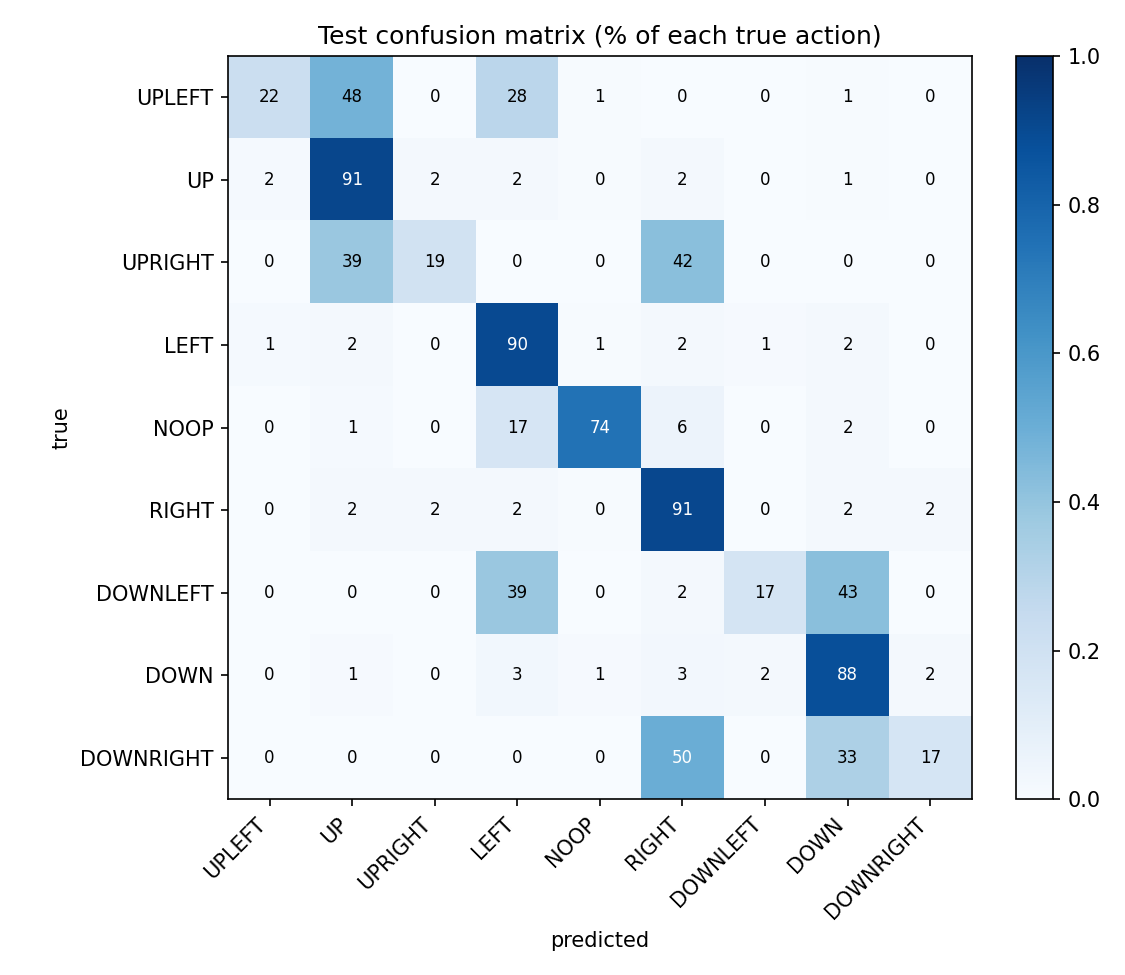 Test confusion matrix (% of each true action)
UPLEFT 22 48 0 28 1 0 0 1 0
UP 2 91 2 2 0 2 0 1 0
UPRIGHT 0 39 19 0 0 42 0 0 0
LEFT 1 2 0 90 1 2 1 2 0
NOOP 0 1 0 17 74 6 0 2 0
RIGHT 0 2 2 2 0 91 0 2 2
DOWNLEFT 0 0 0 39 0 2 17 43 0
DOWN 0 1 0 3 1 3 2 88 2
DOWNRIGHT 0 0 0 0 0 50 0 33 17
true
UPLEFT UP UPRIGHT LEFT NOOP RIGHT DOWNLEFT DOWN DOWNRIGHT
predicted
1.0
0.8
0.6
0.4
0.2
0.0